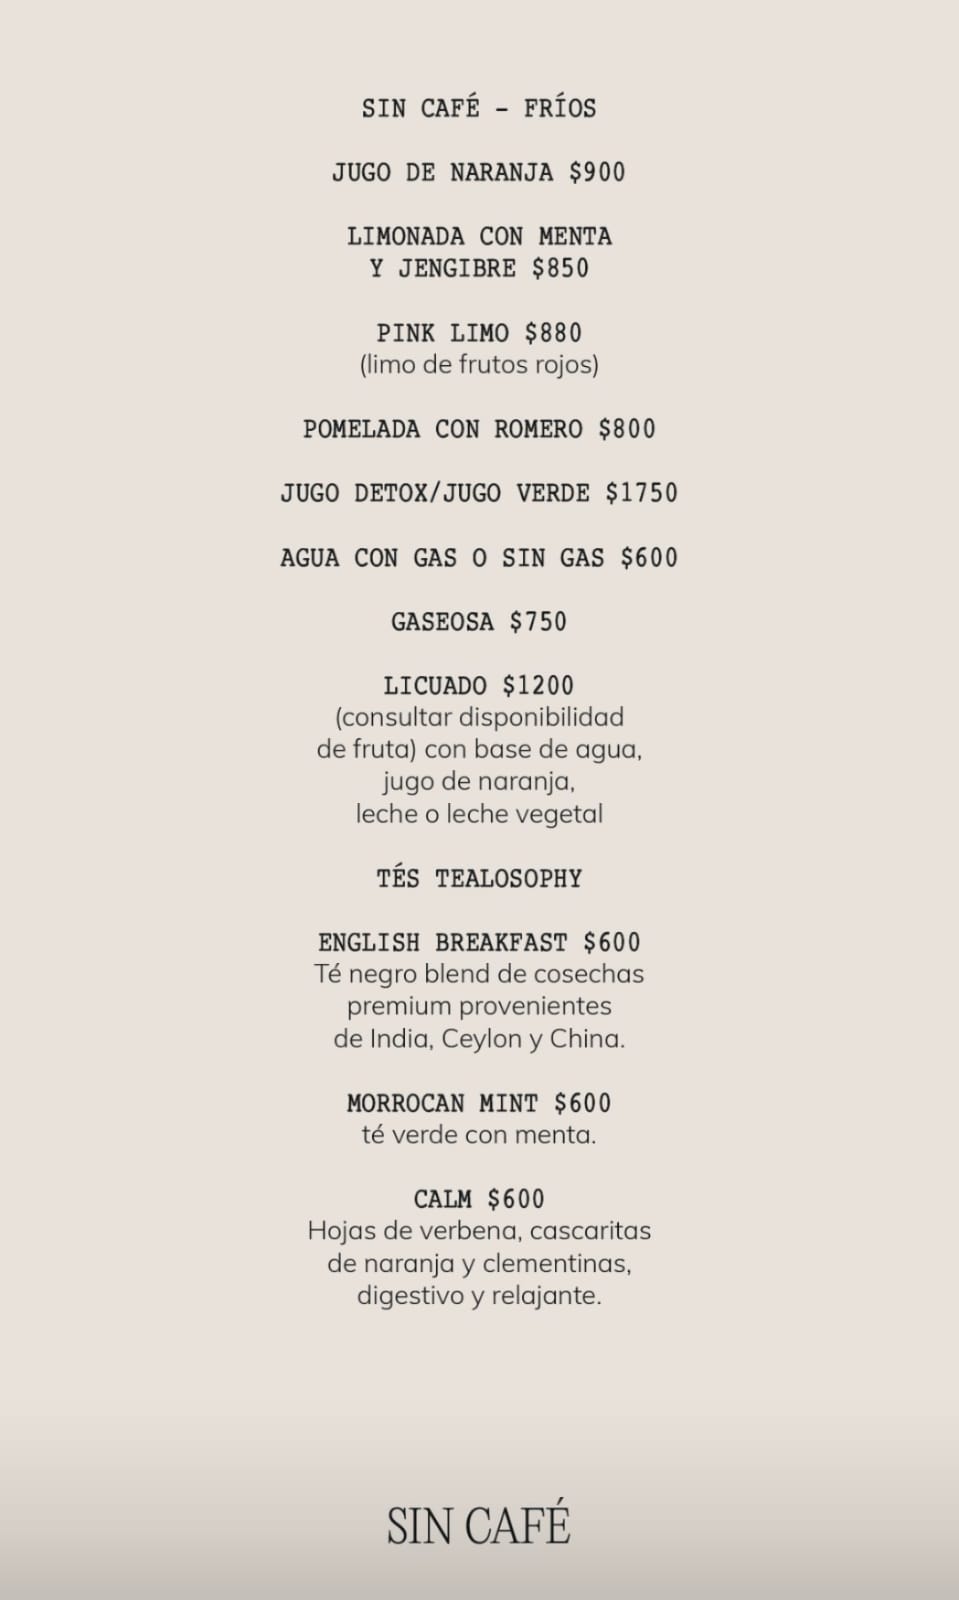 SIN CAFÉ – FRÍOS
JUGO DE NARANJA $900
LIMONADA CON MENTA
Y JENGIBRE $850
PINK LIMO $880
(limo de frutos rojos)
POMELADA CON ROMERO $800
JUGO DETOX/JUGO VERDE $1750
AGUA CON GAS O SIN GAS $600
GASEOSA $750
LICUADO $1200
(consultar disponibilidad
de fruta) con base de agua,
jugo de naranja,
leche o leche vegetal
TÉS TEALOSOPHY
ENGLISH BREAKFAST $600
Té negro blend de cosechas
premium provenientes
de India, Ceylon y China.
MORROCAN MINT $600
té verde con menta.
CALM $600
Hojas de verbena, cascaritas
de naranja y clementinas,
digestivo y relajante.
SIN CAFÉ